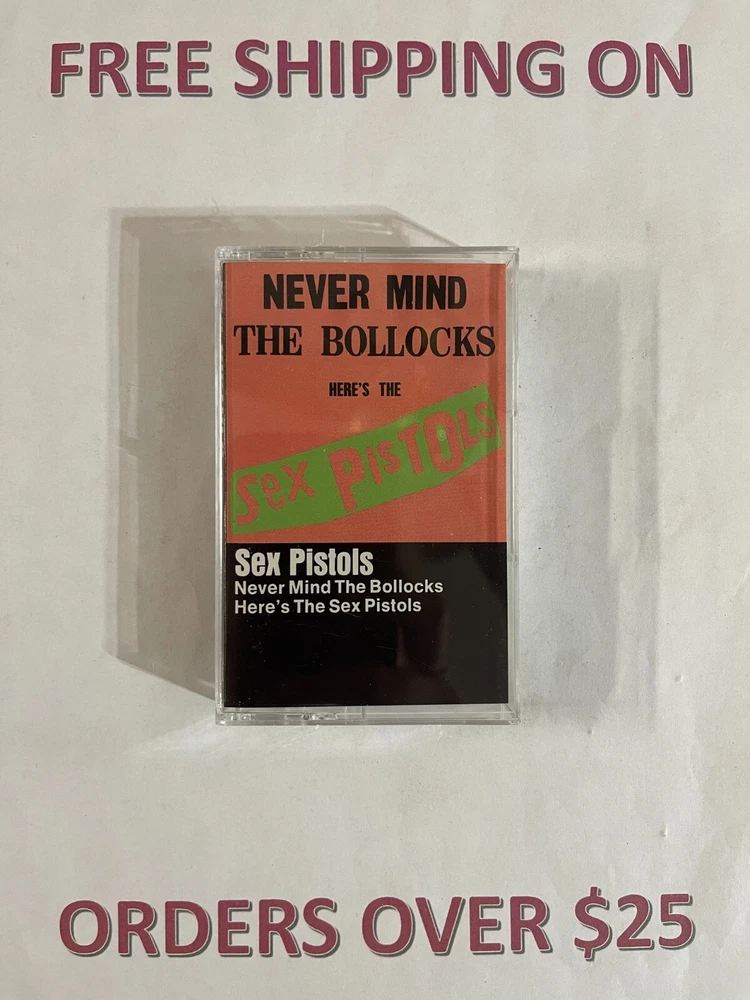 FREE SHIPPING ON
NEVER MIND
THE BOLLOCKS
HERE'S THE
Sex PisTOLS
Sex Pistols
Never Mind The Bollocks
Here's The Sex Pistols
ORDERS OVER $25